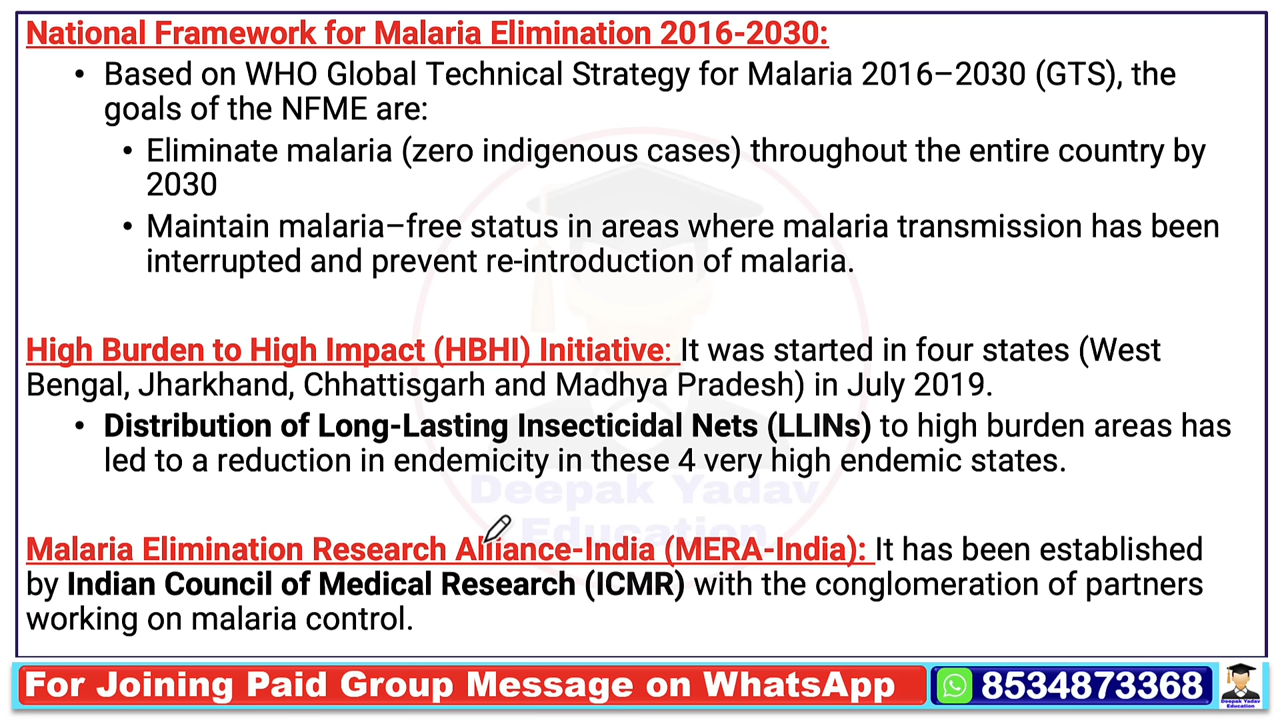 National Framework for Malaria Elimination 2016-2030:
• Based on WHO Global Technical Strategy for Malaria 2016–2030 (GTS), the
goals of the NFME are:
• Eliminate malaria (zero indigenous cases) throughout the entire country by
2030
• Maintain malaria–free status in areas where malaria transmission has been
interrupted and prevent re-introduction of malaria.
High Burden to High Impact (HBHI) Initiative: It was started in four states (West
Bengal, Jharkhand, Chhattisgarh and Madhya Pradesh) in July 2019.
• Distribution of Long-Lasting Insecticidal Nets (LLINs) to high burden areas has
led to a reduction in endemicity in these 4 very high endemic states.
Deepak Yadav
Education
Malaria Elimination Research Alliance-India (MERA-India): It has been established
by Indian Council of Medical Research (ICMR) with the conglomeration of partners
working on malaria control.
For Joining Paid Group Message on WhatsApp
8534873368
Deepak Yadav
Education